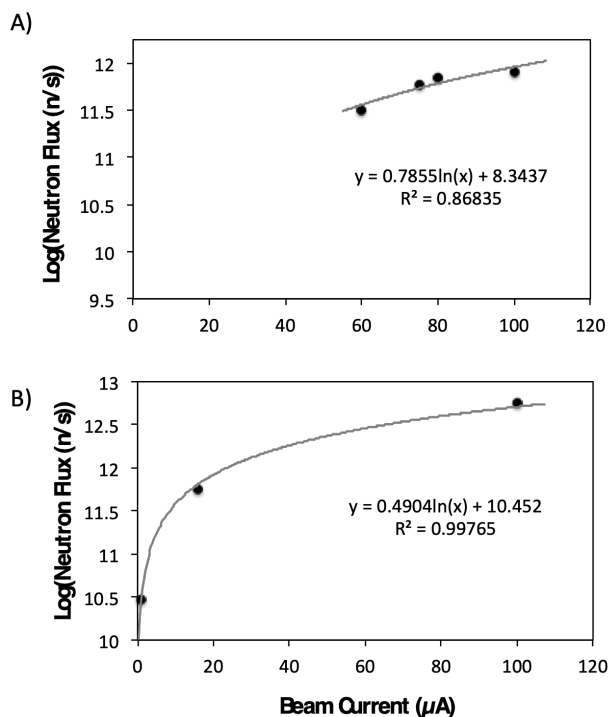 A)
Log(Neutron Flux (n/s))
12
11.5
11
10.5
10
9.5
y = 0.7855ln(x) + 8.3437
R² = 0.86835
0 20 40 60 80 100 120
B)
Log(Neutron Flux (n/s))
13
12.5
12
11.5
11
10.5
10
y = 0.4904ln(x) + 10.452
R² = 0.99765
0 20 40 60 80 100 120
Beam Current (µA)